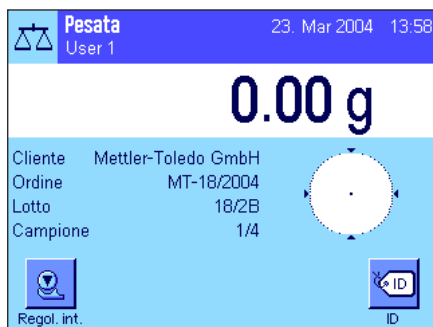 Pesata 23. Mar 2004 13:58
User 1
0.00 g
Cliente Mettler-Toledo GmbH
Ordine MT-18/2004
Lotto 18/2B
Campione 1/4
ID
Regol. int. ID